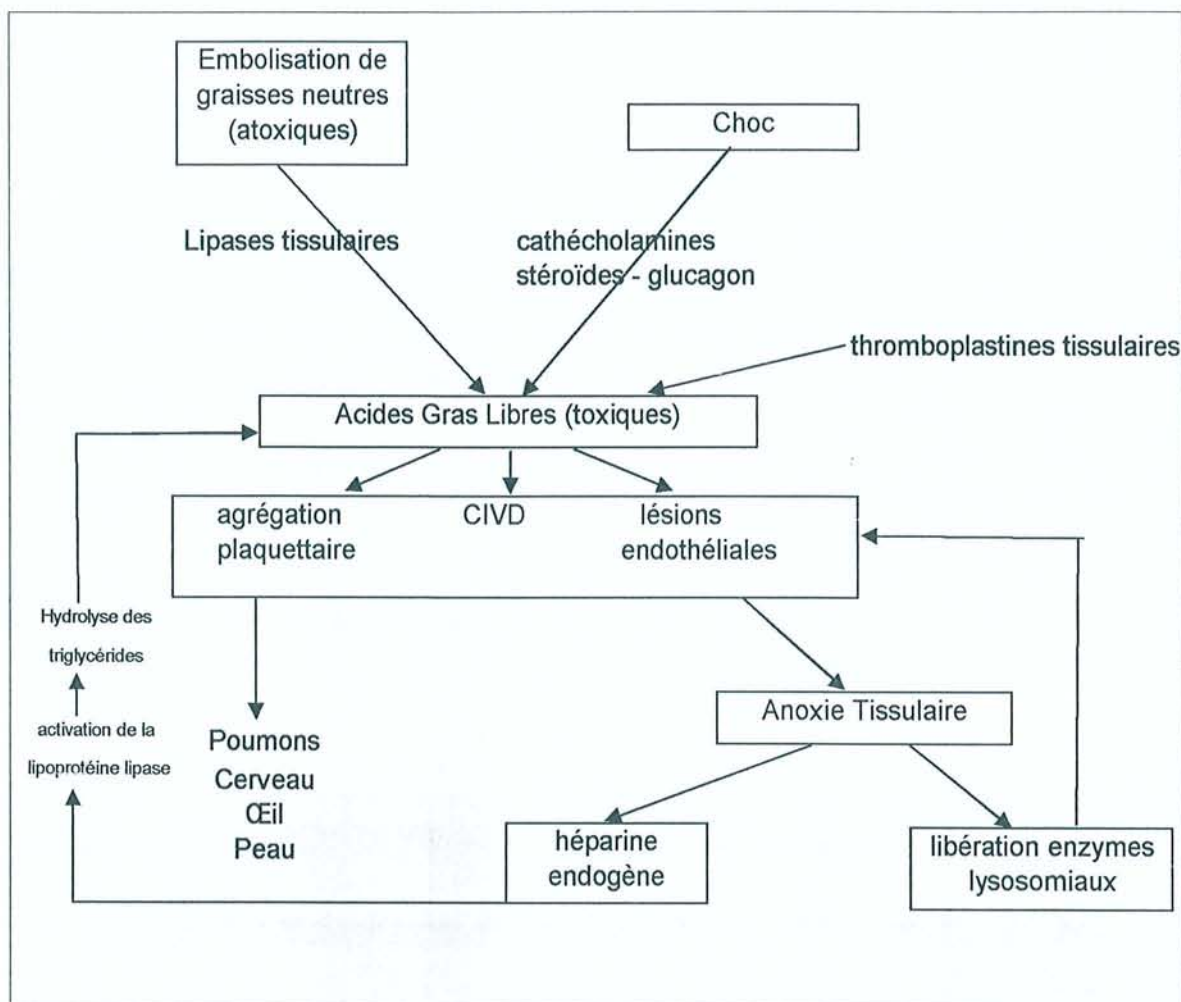 Embolisation de
graisses neutres
(atoxiques)
Choc
Lipases tissulaires
cathécholamines
stéroïdes - glucagon
thromboplastines tissulaires
Acides Gras Libres (toxiques)
agrégation
plaquettaire
CIVD
lésions
endothéliales
Hydrolyse des
triglycérides
activation de la
lipoprotéine lipase
Poumons
Cerveau
Œil
Peau
Anoxie Tissulaire
héparine
endogène
libération enzymes
lysosomiaux